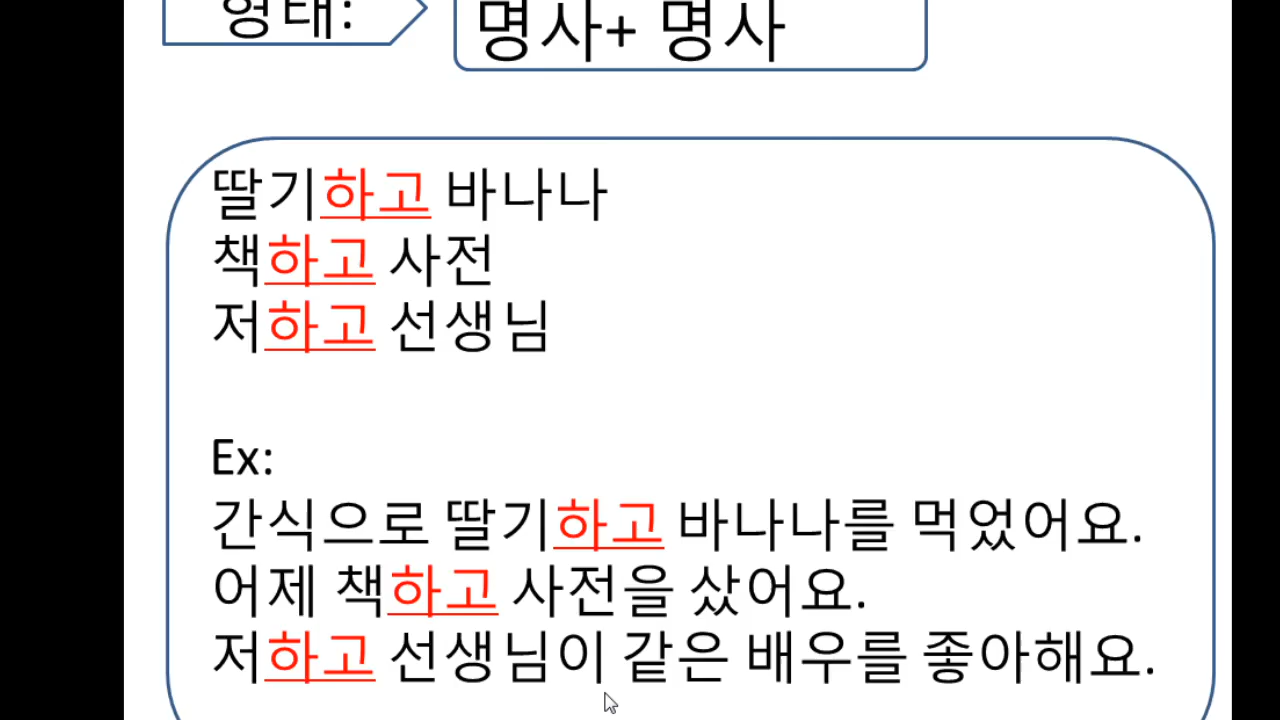 형태:
명사+ 명사
딸기하고 바나나
책하고 사전
저하고 선생님
Ex:
간식으로 딸기하고 바나나를 먹었어요.
어제 책하고 사전을 샀어요.
저하고 선생님이 같은 배우를 좋아해요.